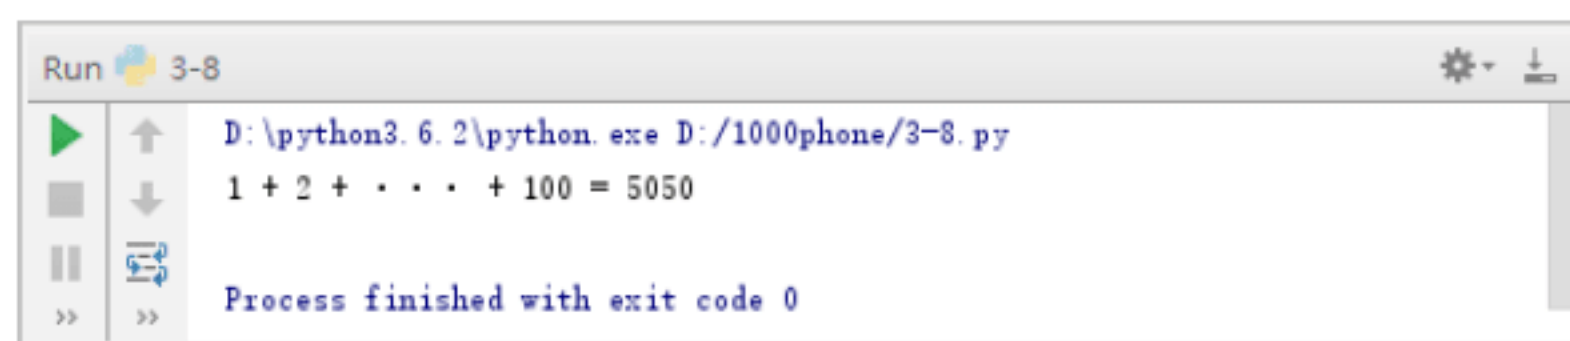 Run 3-8
D:\python3.6.2\python.exe D:/1000phone/3-8.py
1 + 2 + · · · + 100 = 5050
Process finished with exit code 0